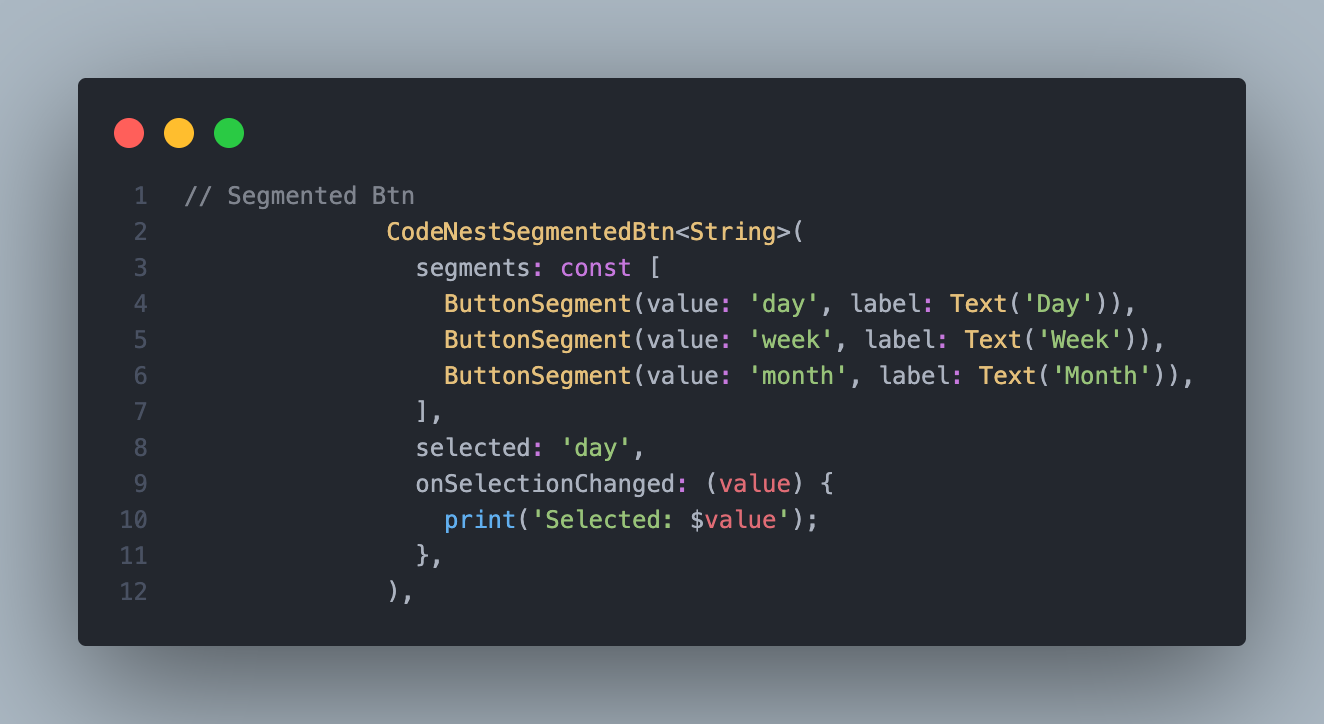 1 // Segmented Btn
2 CodeNestSegmentedBtn<String>(
3 segments: const [
4 ButtonSegment(value: 'day', label: Text('Day')),
5 ButtonSegment(value: 'week', label: Text('Week')),
6 ButtonSegment(value: 'month', label: Text('Month')),
7 ],
8 selected: 'day',
9 onSelectionChanged: (value) {
10 print('Selected: $value');
11 },
12 ),